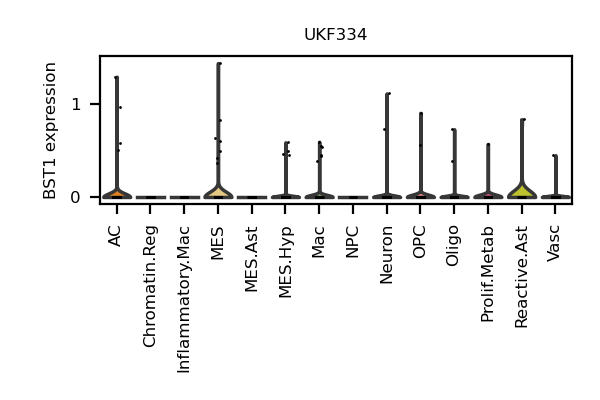 UKF334
BST1 expression
1
0
AC
Chromatin.Reg
Inflammatory.Mac
MES
MES.Ast
MES.Hyp
Mac
NPC
Neuron
OPC
Oligo
Prolif.Metab
Reactive.Ast
Vasc